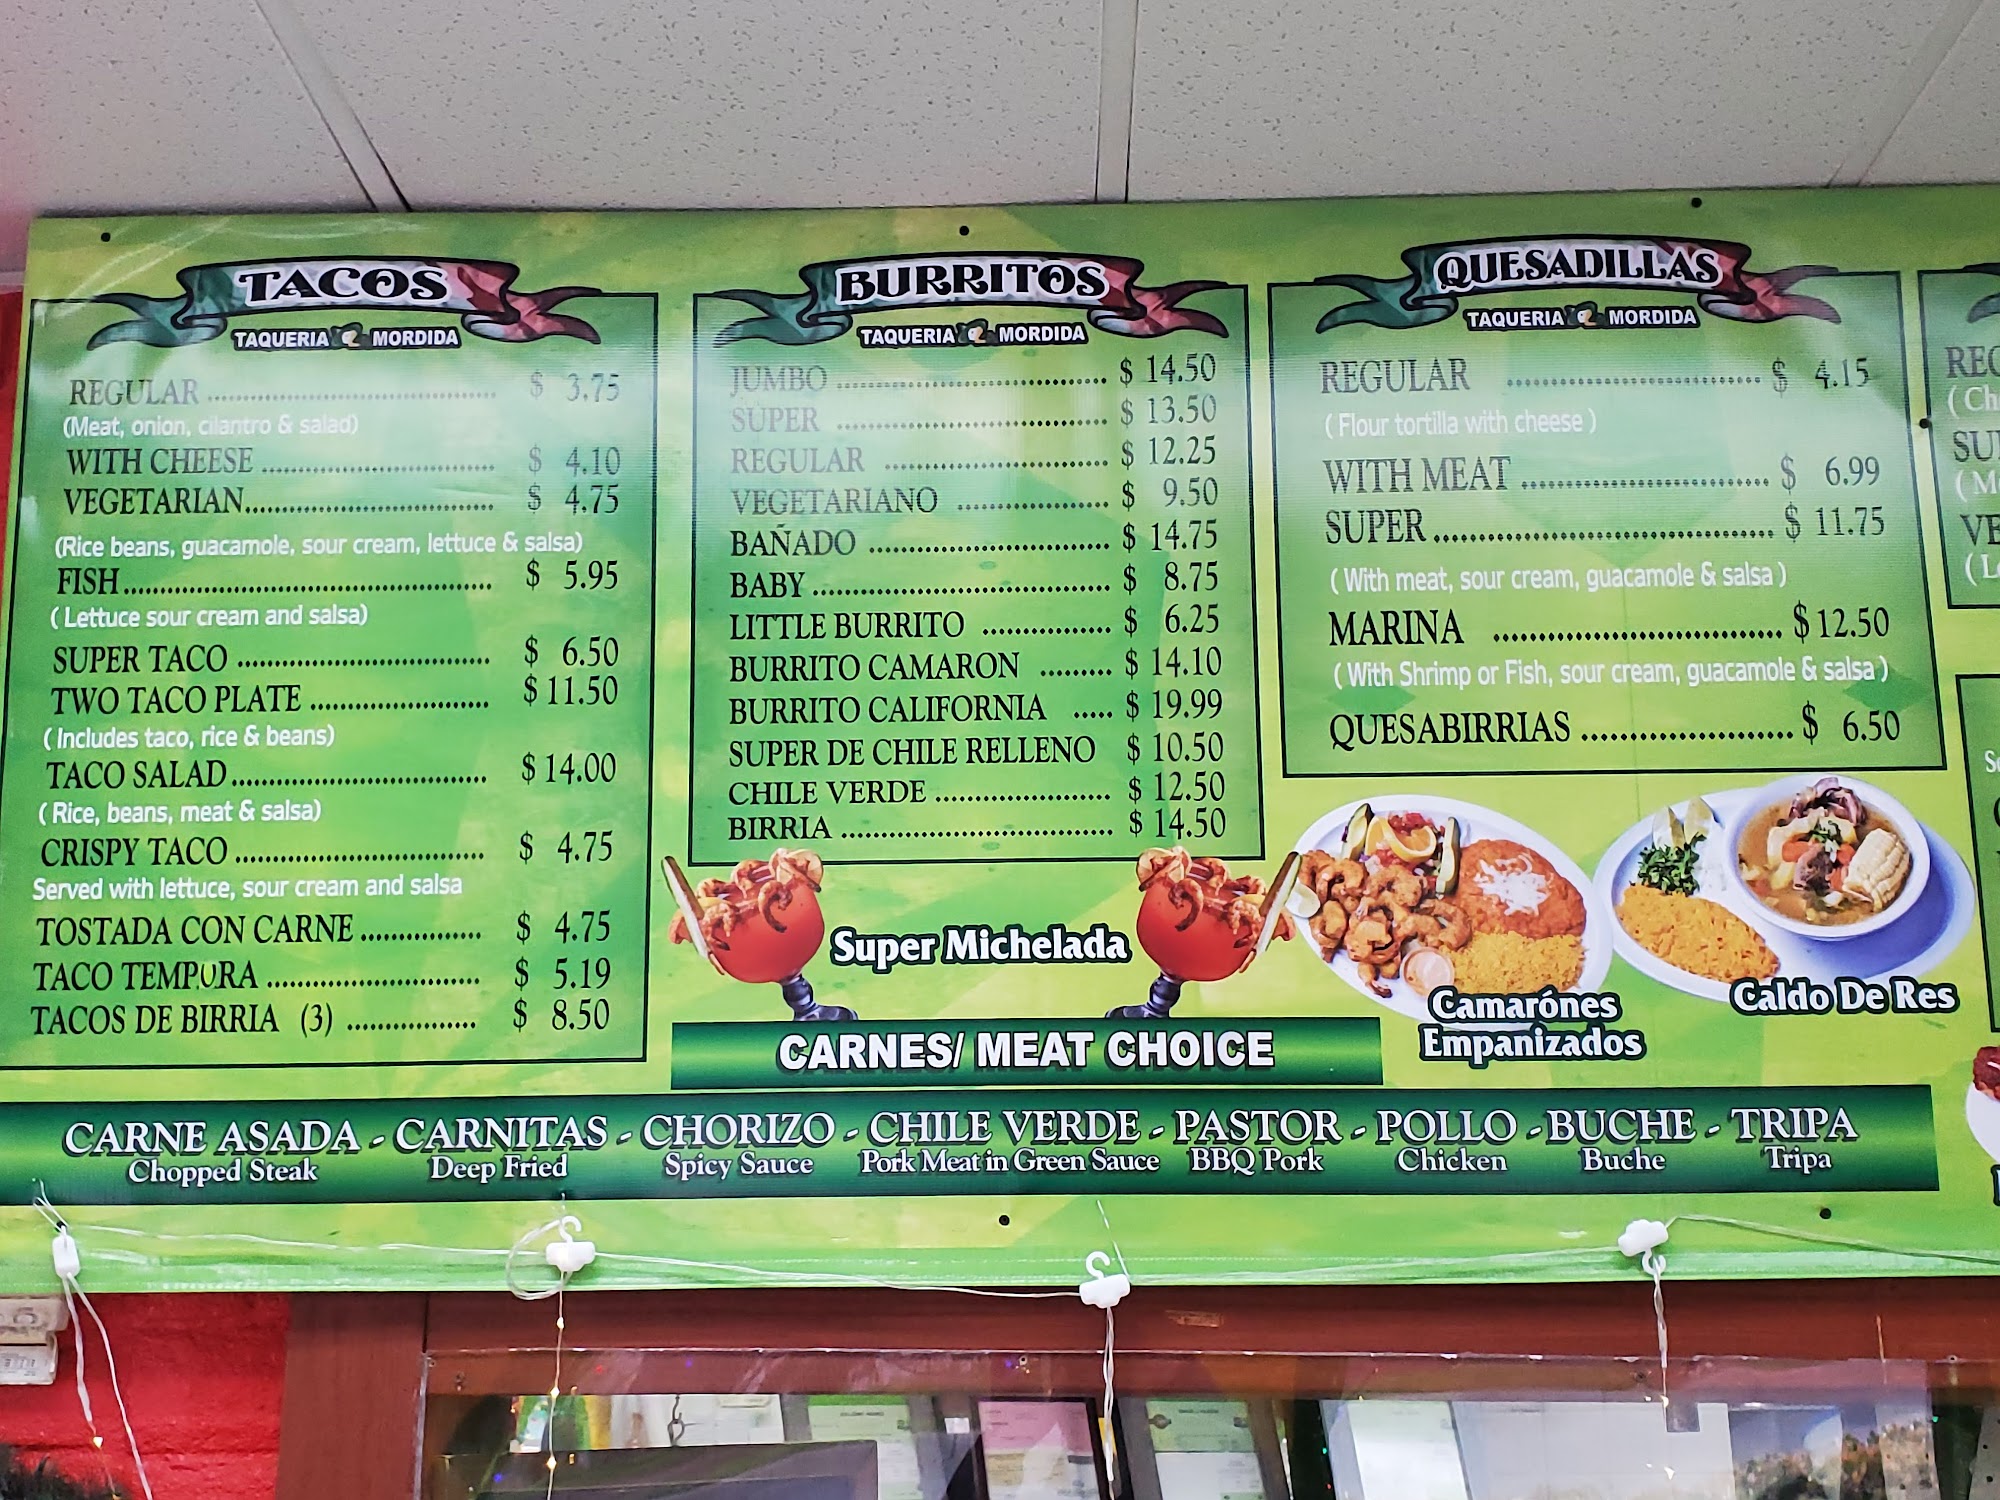 TACOS
TAQUERIA MORDIDA
REGULAR ........ $ 3.75
(Meat, onion, cilantro & salad)
WITH CHEESE ........ $ 4.10
VEGETARIAN........ $ 4.75
(Rice beans, guacamole, sour cream, lettuce & salsa)
FISH........ $ 5.95
( Lettuce sour cream and salsa)
SUPER TACO ........ $ 6.50
TWO TACO PLATE ........ $ 11.50
( Includes taco, rice & beans)
TACO SALAD........ $ 14.00
( Rice, beans, meat & salsa)
CRISPY TACO ........ $ 4.75
Served with lettuce, sour cream and salsa
TOSTADA CON CARNE ........ $ 4.75
TACO TEMPURA ........ $ 5.19
TACOS DE BIRRIA (3) ........ $ 8.50
BURRITOS
TAQUERIA MORDIDA
JUMBO ........ $ 14.50
SUPER ........ $ 13.50
REGULAR ........ $ 12.25
VEGETARIANO ........ $ 9.50
BAÑADO ........ $ 14.75
BABY ........ $ 8.75
LITTLE BURRITO ........ $ 6.25
BURRITO CAMARON ........ $ 14.10
BURRITO CALIFORNIA ..... $ 19.99
SUPER DE CHILE RELLENO $ 10.50
CHILE VERDE ........ $ 12.50
BIRRIA ........ $ 14.50
QUESADILLAS
TAQUERIA MORDIDA
REGULAR ........ $ 4.15
( Flour tortilla with cheese )
WITH MEAT ........ $ 6.99
SUPER ........ $ 11.75
( With meat, sour cream, guacamole & salsa )
MARINA ........ $ 12.50
( With Shrimp or Fish, sour cream, guacamole & salsa )
QUESABIRRIAS ........ $ 6.50
Super Michelada
Camarónes
Empanizados
Caldo De Res
CARNES/ MEAT CHOICE
CARNE ASADA - CARNITAS - CHORIZO - CHILE VERDE - PASTOR - POLLO - BUCHE - TRIPA
Chopped Steak Deep Fried Spicy Sauce Pork Meat in Green Sauce BBQ Pork Chicken Buche Tripa